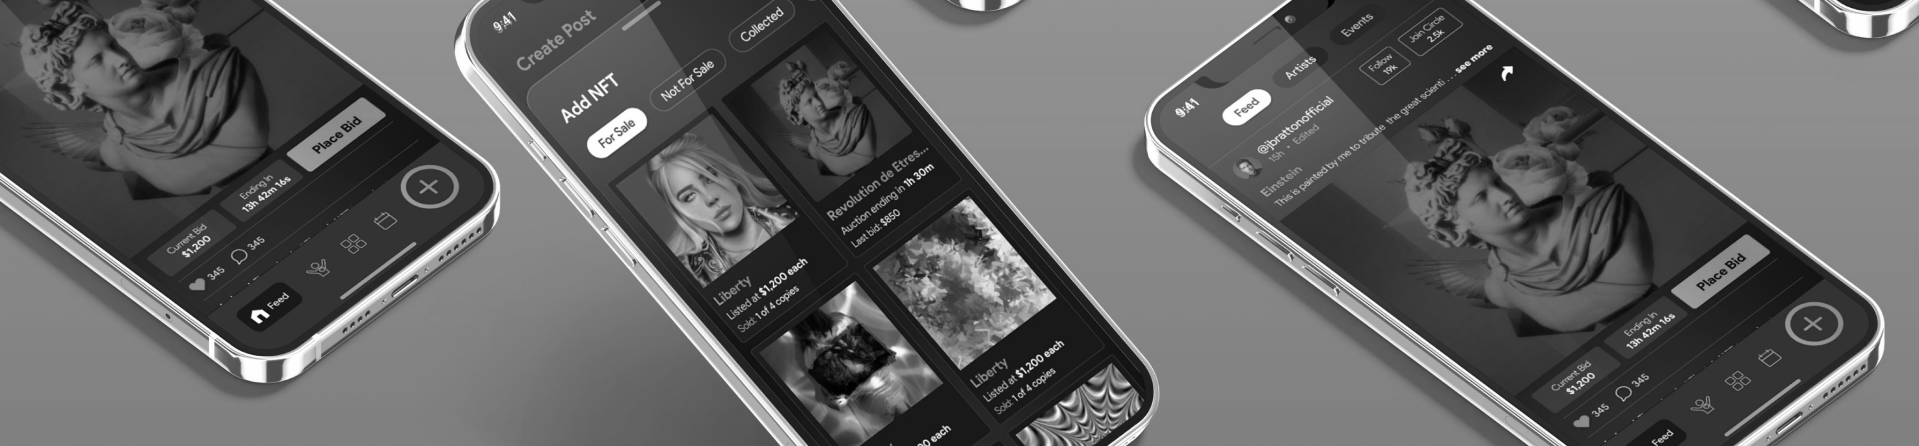 Place Bid
Current Bid
$1,200
Ending In
13h 42m 16s
345
345
Feed
9:41
Create Post
Add NFT
For Sale
Not For Sale
Collected
Liberty
Listed at $1,200 each
Sold: 1 of 4 copies
Revolution de Etres...
Auction ending in 1h 30m
Last bid: $850
Liberty
Listed at $1,200 each
Sold: 1 of 4 copies
00 each
00 each
9:41
Feed
Artists
Events
@jbrattonofficial
15h • Edited
Follow
19k
Join Circle
2.5k
Einstein
This is painted by me to tribute the great scienti ... see more
Place Bid
Current Bid
$1,200
Ending In
13h 42m 16s
345
345
Feed